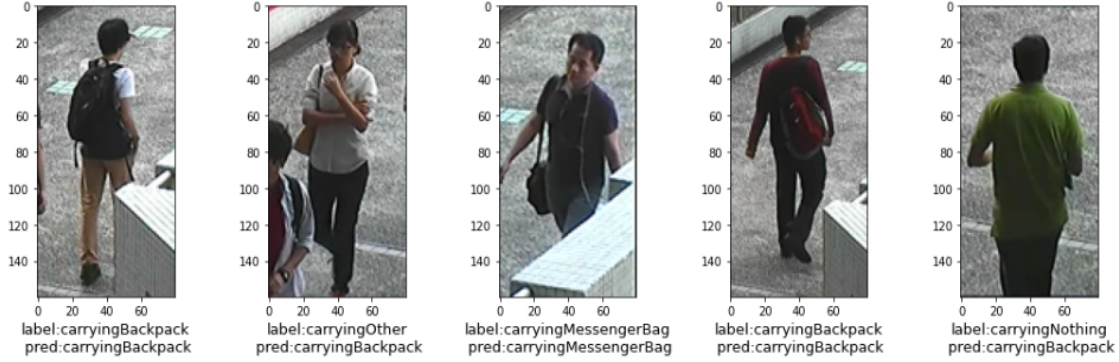 0
20
40
60
80
100
120
140
0 20 40 60
label:carryingBackpack
pred:carryingBackpack
0
20
40
60
80
100
120
140
0 20 40 60
label:carryingOther
pred:carryingBackpack
0
20
40
60
80
100
120
140
0 20 40 60
label:carryingMessengerBag
pred:carryingMessengerBag
0
20
40
60
80
100
120
140
0 20 40 60
label:carryingBackpack
pred:carryingBackpack
0
20
40
60
80
100
120
140
0 20 40 60
label:carryingNothing
pred:carryingNothing